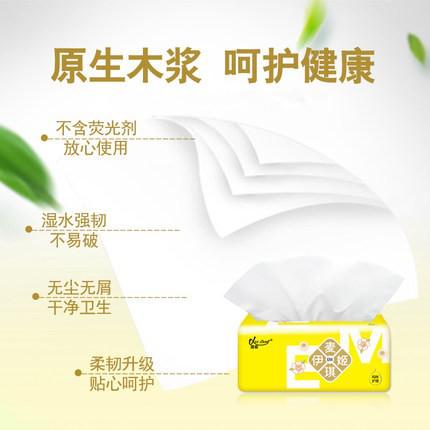 原生木浆 呵护健康
不含荧光剂
放心使用
湿水强韧
不易破
无尘无屑
干净卫生
柔韧升级
贴心呵护
麦
伊 姬
琪
E M